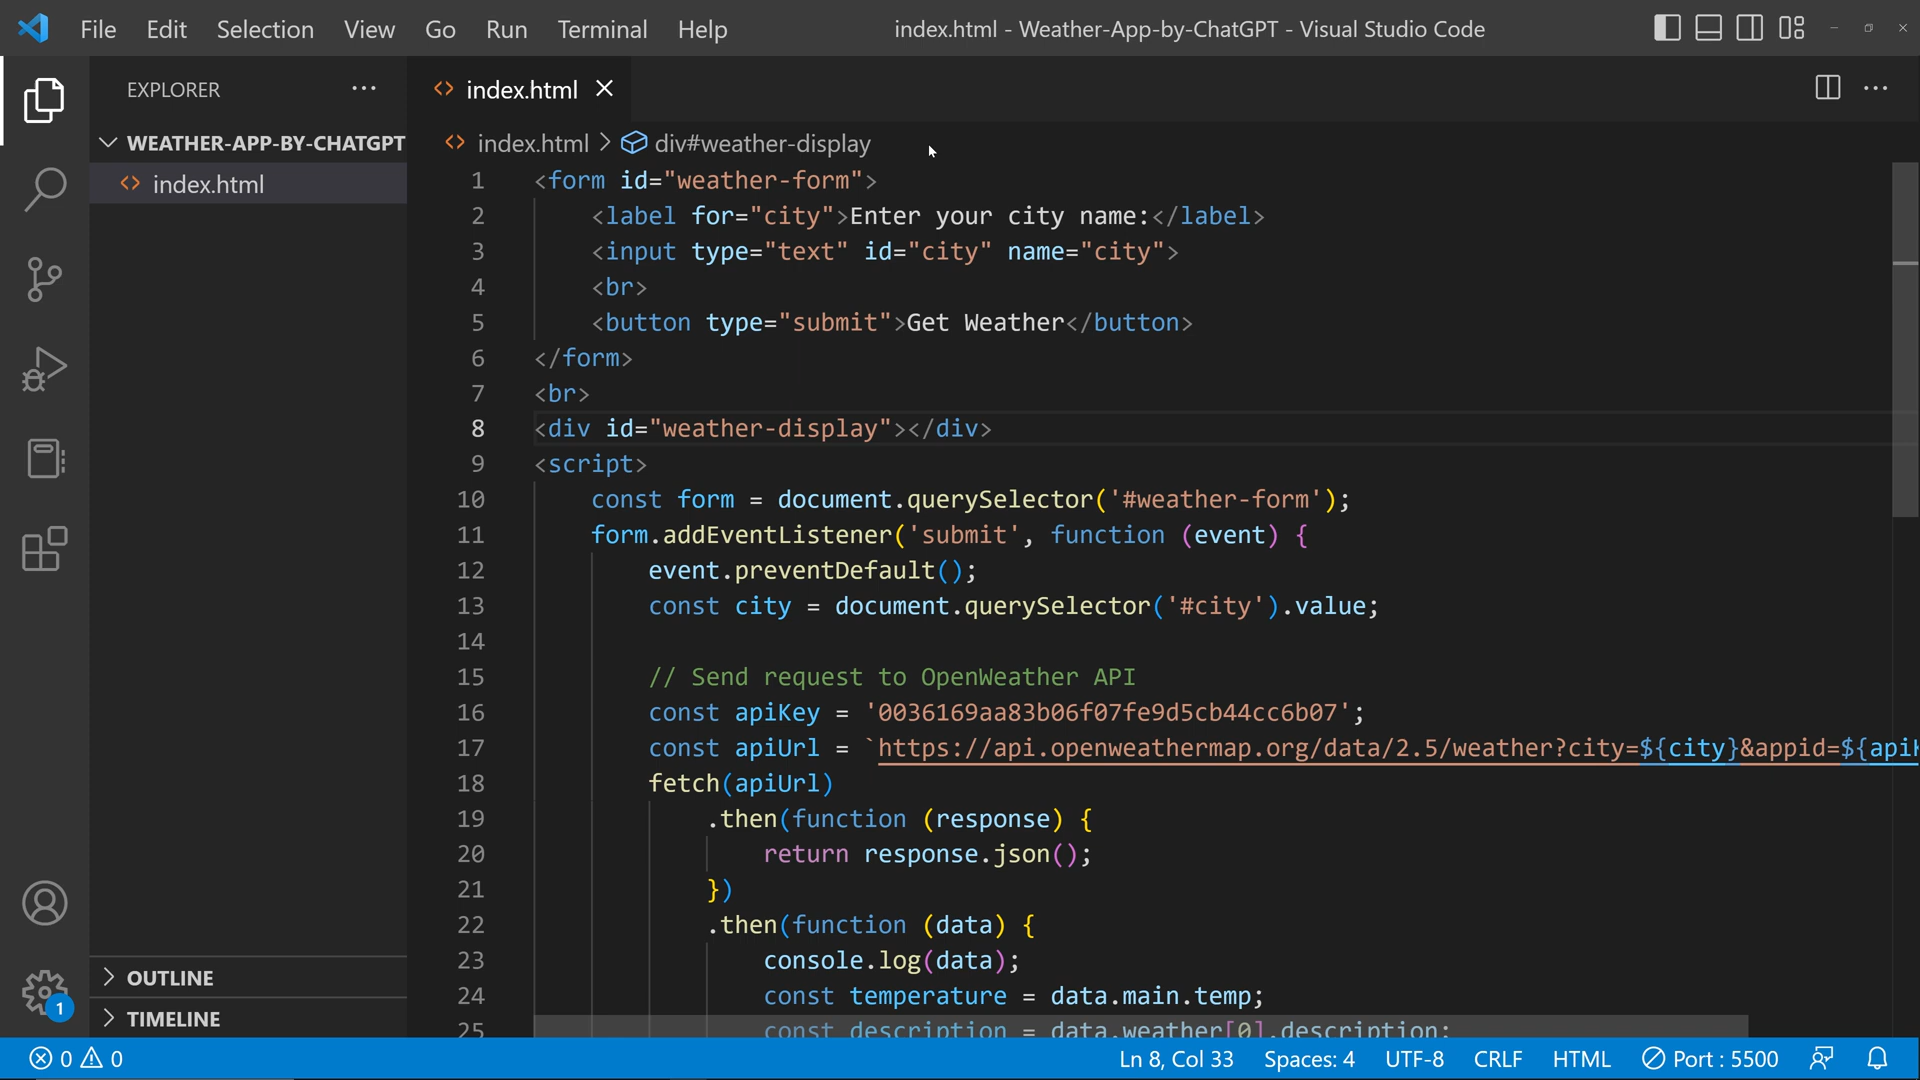 File Edit Selection View Go Run Terminal Help index.html - Weather-App-by-ChatGPT - Visual Studio Code
EXPLORER
WEATHER-APP-BY-CHATGPT
index.html
OUTLINE
TIMELINE
1
index.html
index.html > div#weather-display
1 <form id="weather-form">
2 <label for="city">Enter your city name:</label>
3 <input type="text" id="city" name="city">
4 <br>
5 <button type="submit">Get Weather</button>
6 </form>
7 <br>
8 <div id="weather-display"></div>
9 <script>
10 const form = document.querySelector('#weather-form');
11 form.addEventListener('submit', function (event) {
12 event.preventDefault();
13 const city = document.querySelector('#city').value;
14
15 // Send request to OpenWeather API
16 const apiKey = '0036169aa83b06f07fe9d5cb44cc6b07';
17 const apiUrl = `https://api.openweathermap.org/data/2.5/weather?city=${city}&appid=${apiK
18 fetch(apiUrl)
19 .then(function (response) {
20 return response.json();
21 })
22 .then(function (data) {
23 console.log(data);
24 const temperature = data.main.temp;
25 const description = data.weather[0].description;
0 0 Ln 8, Col 33 Spaces: 4 UTF-8 CRLF HTML Port : 5500